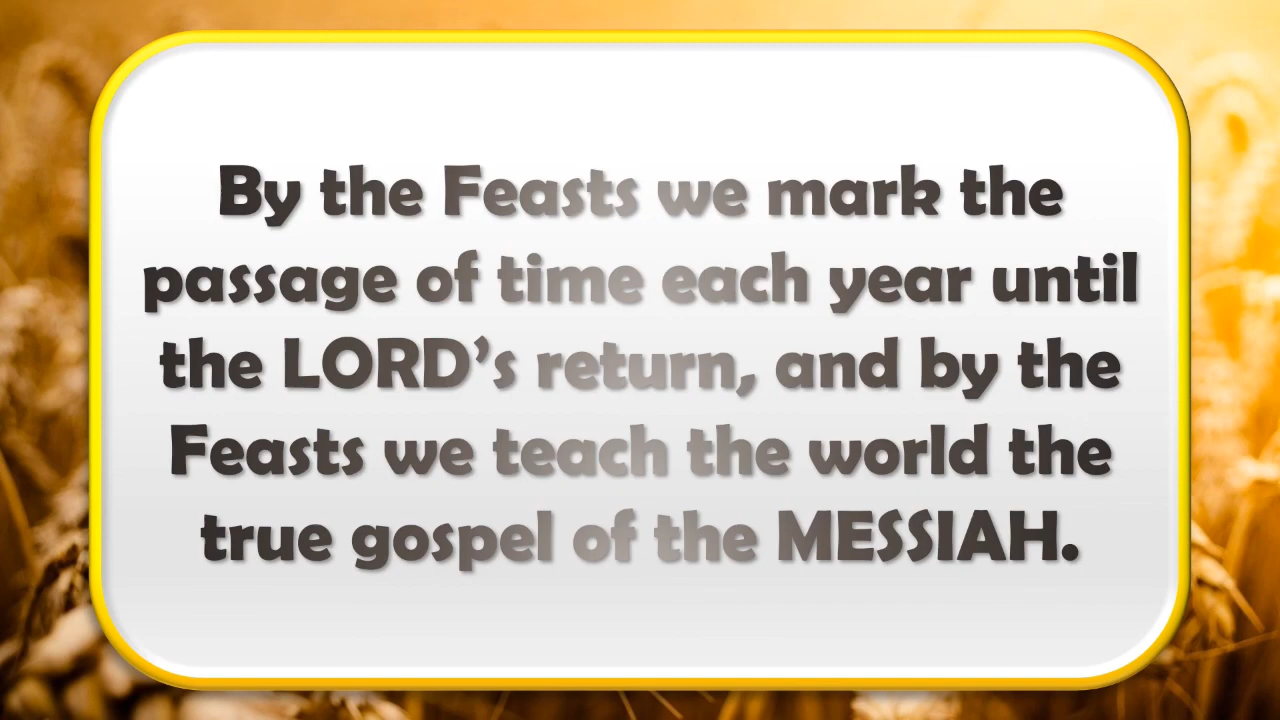 By the Feasts we mark the
passage of time each year until
the LORD’s return, and by the
Feasts we teach the world the
true gospel of the MESSIAH.